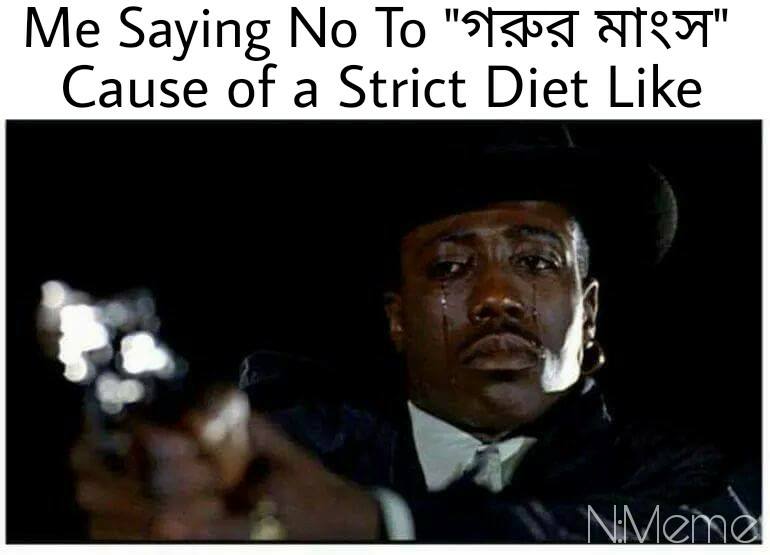 Me Saying No To "গরুর মাংস"
Cause of a Strict Diet Like
N:Meme